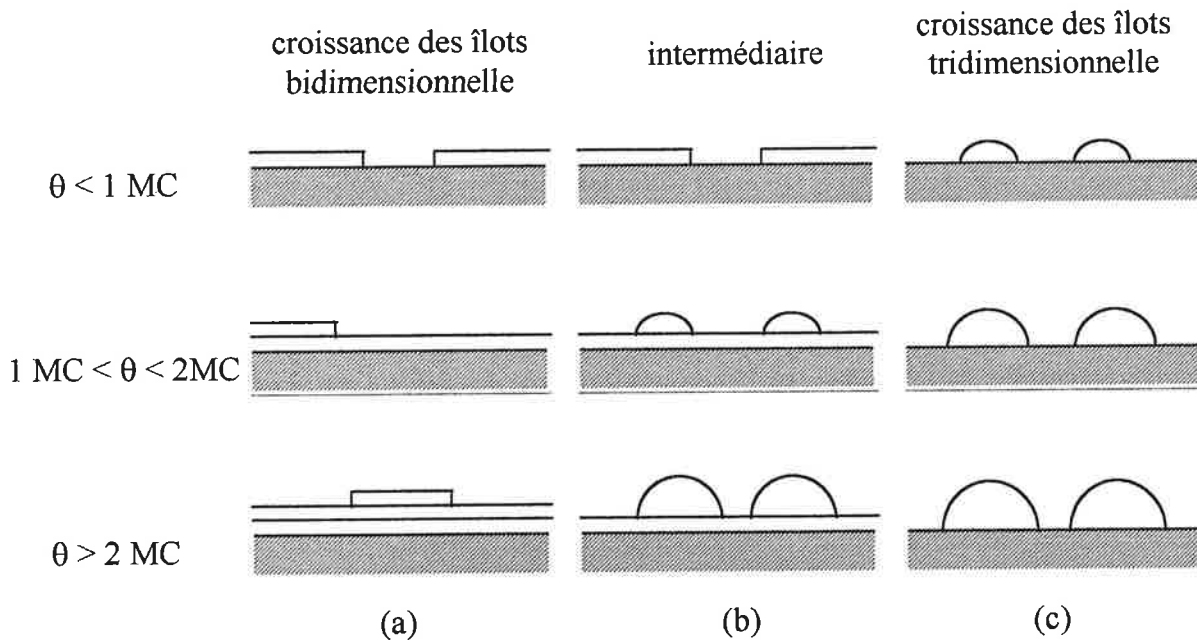 croissance des îlots
bidimensionnelle
intermédiaire
croissance des îlots
tridimensionnelle
θ < 1 MC
1 MC < θ < 2MC
θ > 2 MC
(a)
(b)
(c)